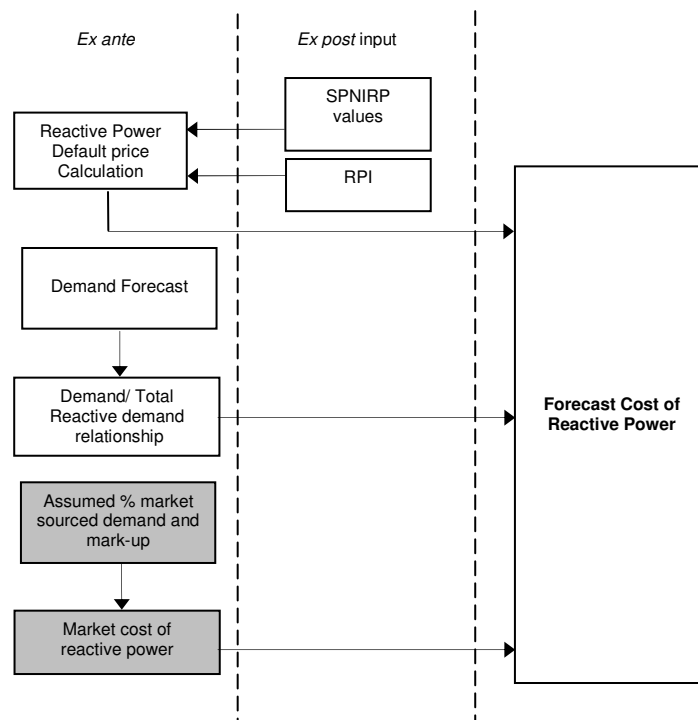 Ex ante
Ex post input
SPNIRP
values
Reactive Power
Default price
Calculation
RPI
Demand Forecast
Demand/ Total
Reactive demand
relationship
Forecast Cost of
Reactive Power
Assumed % market
sourced demand and
mark-up
Market cost of
reactive power